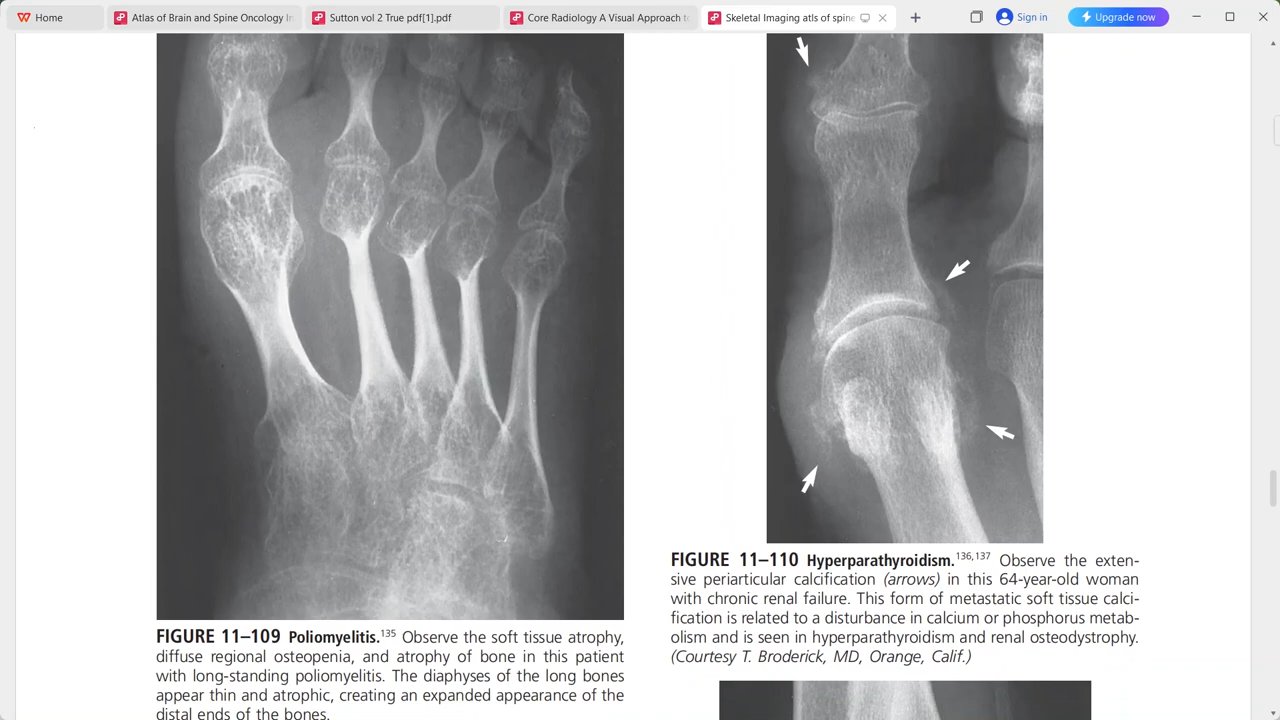 Home
Atlas of Brain and Spine Oncology I
Sutton vol 2 True pdf[1].pdf
Core Radiology A Visual Approach to
Skeletal Imaging atls of spine
Sign in
Upgrade now
FIGURE 11–109 Poliomyelitis.135 Observe the soft tissue atrophy,
diffuse regional osteopenia, and atrophy of bone in this patient
with long-standing poliomyelitis. The diaphyses of the long bones
appear thin and atrophic, creating an expanded appearance of the
distal ends of the bones.
FIGURE 11–110 Hyperparathyroidism.136,137 Observe the exten-
sive periarticular calcification (arrows) in this 64-year-old woman
with chronic renal failure. This form of metastatic soft tissue calci-
fication is related to a disturbance in calcium or phosphorus metab-
olism and is seen in hyperparathyroidism and renal osteodystrophy.
(Courtesy T. Broderick, MD, Orange, Calif.)